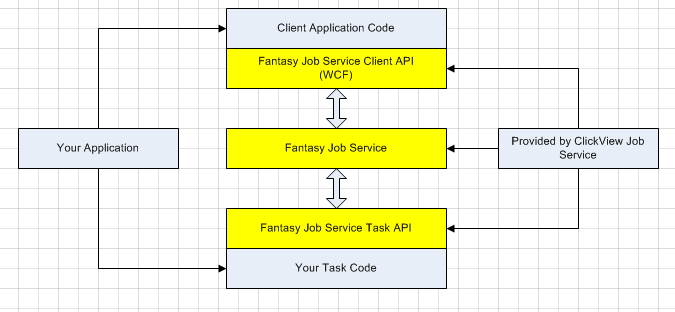 Client Application Code
Fantasy Job Service Client API
(WCF)
Your Application
Fantasy Job Service
Provided by ClickView Job
Service
Fantasy Job Service Task API
Your Task Code